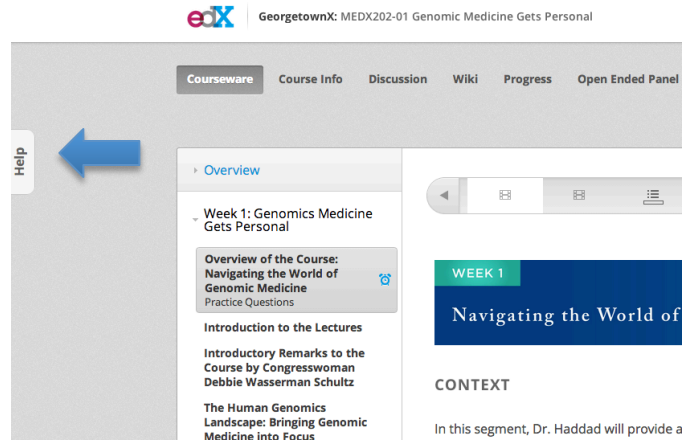 edX GeorgetownX: MEDX202-01 Genomic Medicine Gets Personal
Courseware Course Info Discussion Wiki Progress Open Ended Panel
Help
Overview
Week 1: Genomics Medicine
Gets Personal
Overview of the Course:
Navigating the World of
Genomic Medicine
Practice Questions
Introduction to the Lectures
Introductory Remarks to the
Course by Congresswoman
Debbie Wasserman Schultz
The Human Genomics
Landscape: Bringing Genomic
Medicine into Focus
WEEK 1
Navigating the World of
CONTEXT
In this segment, Dr. Haddad will provide a